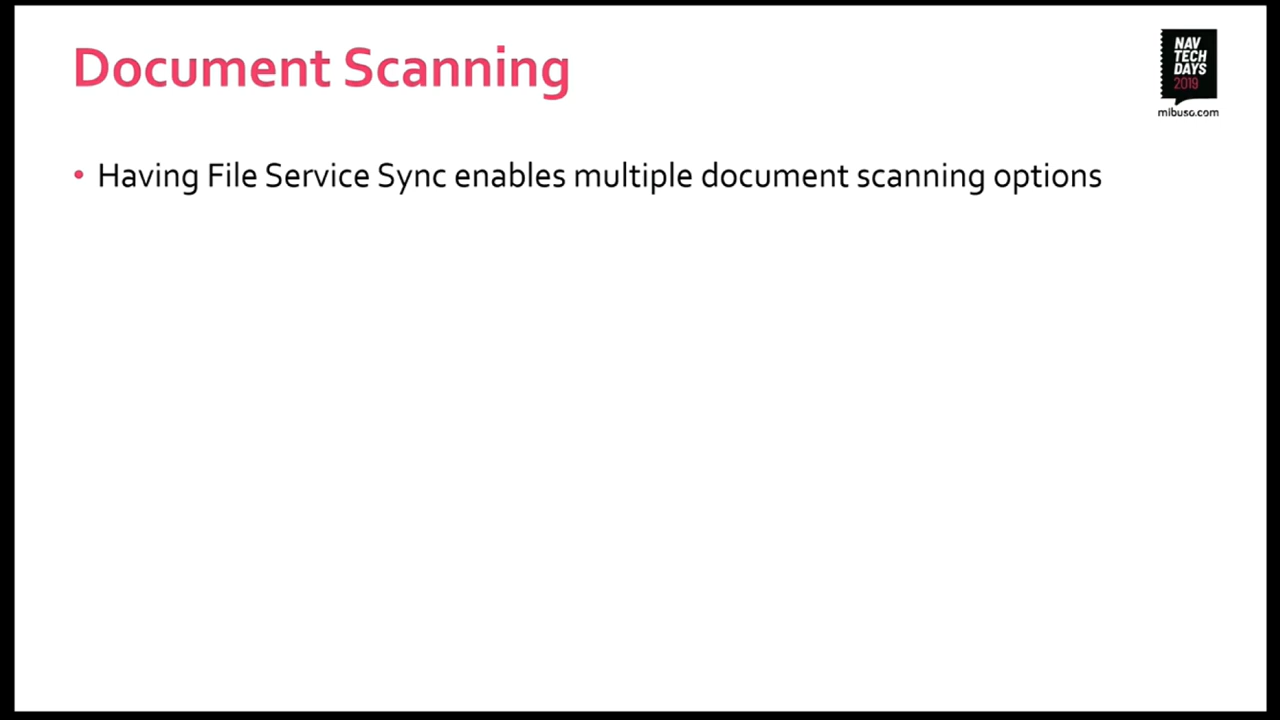 Document Scanning
NAV
TECH
DAYS
2019
mibuso.com
• Having File Service Sync enables multiple document scanning options